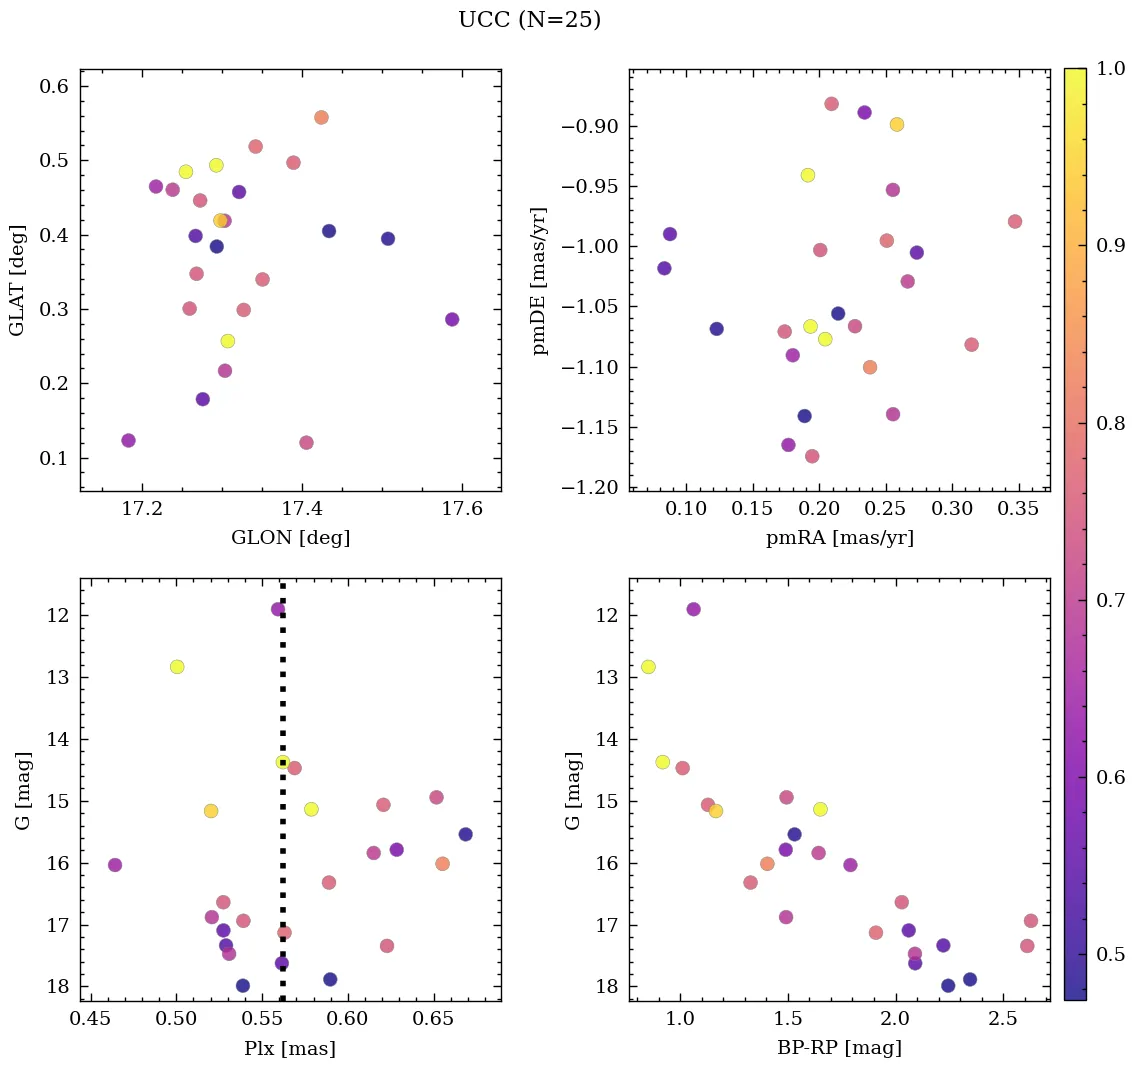 UCC (N=25)
0.6
0.5
0.4
0.3
0.2
0.1
GLAT [deg]
17.2 17.4 17.6
GLON [deg]
−0.90
−0.95
−1.00
−1.05
−1.10
−1.15
−1.20
pmDE [mas/yr]
0.10 0.15 0.20 0.25 0.30 0.35
pmRA [mas/yr]
12
13
14
15
16
17
18
G [mag]
0.45 0.50 0.55 0.60 0.65
Plx [mas]
12
13
14
15
16
17
18
G [mag]
1.0 1.5 2.0 2.5
BP-RP [mag]
1.0
0.9
0.8
0.7
0.6
0.5